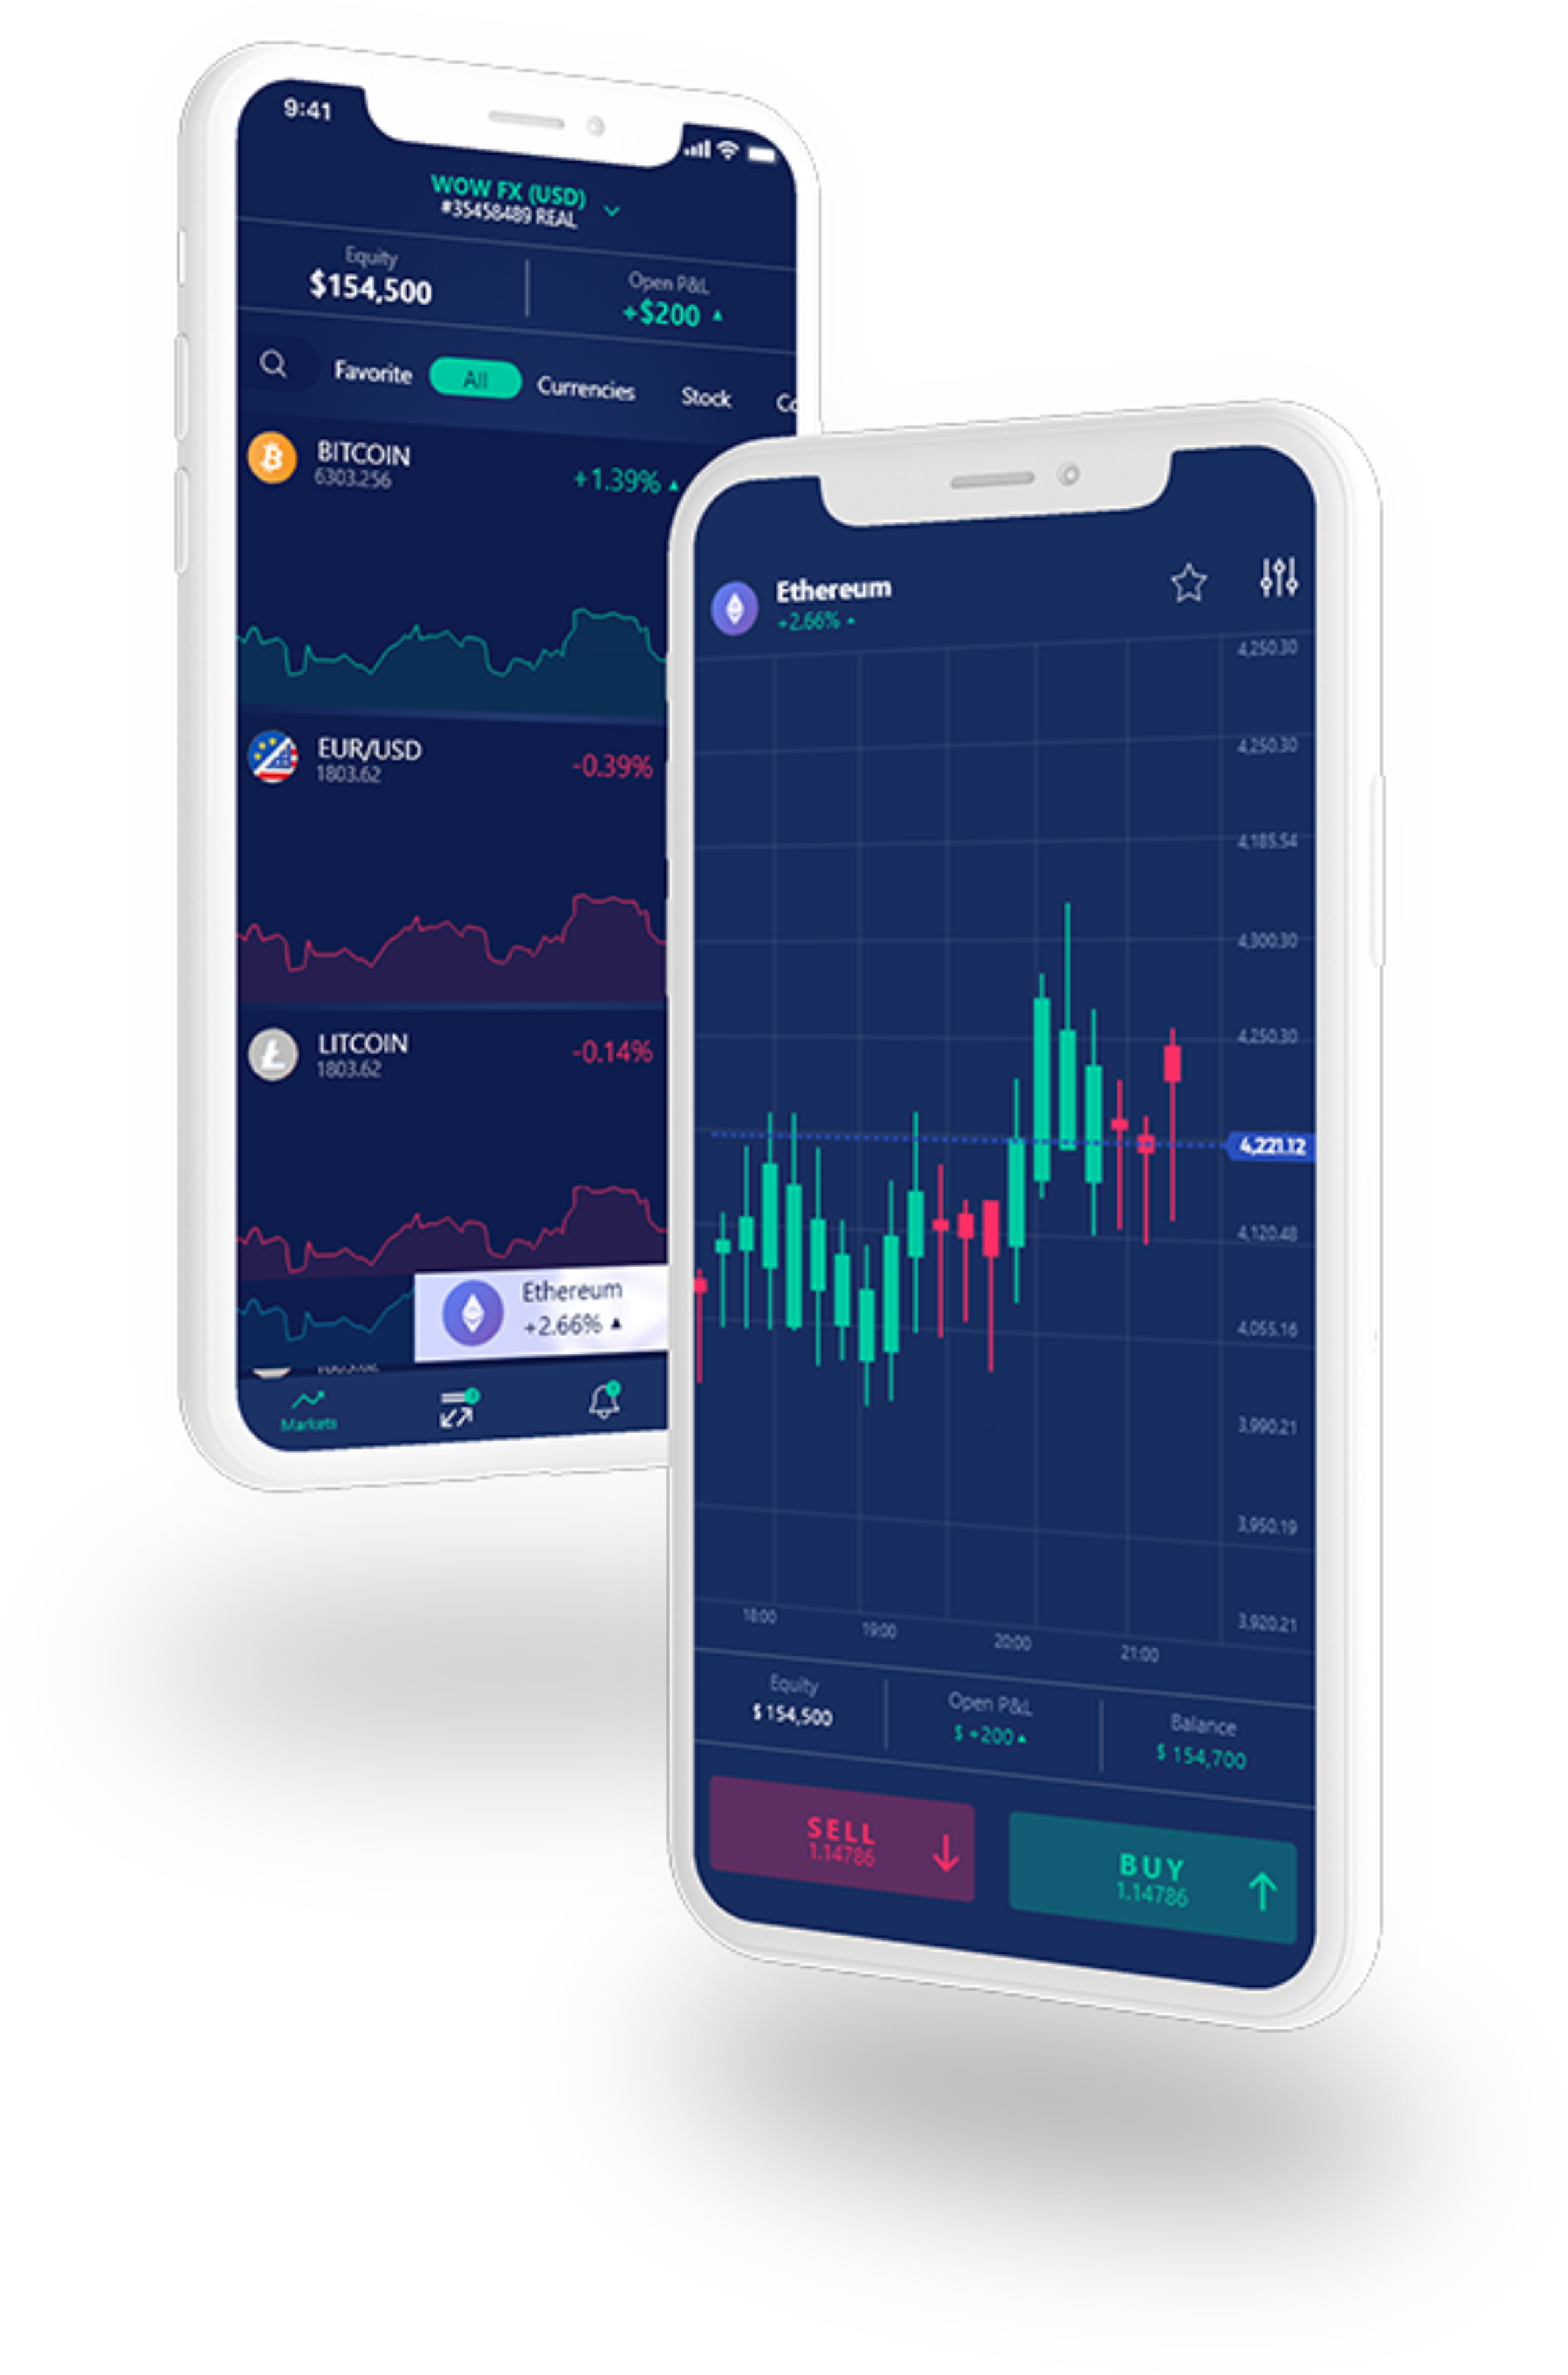 9:41
WOW FX (USD)
#35458489 REAL
Equity
$154,500
Open P&L
+$200
Favorite
All
Currencies
Stock
Co
BITCOIN
6303.256
+1.39%
EUR/USD
1803.62
-0.39%
LITCOIN
1803.62
-0.14%
Ethereum
+2.66%
Markets
Ethereum
+2.66%
4,250.30
4,250.30
4,185.54
4,300.30
4,250.30
4,221.12
4,120.48
4,055.16
3,990.21
3,950.19
3,920.21
18:00
19:00
20:00
21:00
Equity
$ 154,500
Open P&L
$ +200
Balance
$ 154,700
SELL
1.14786
BUY
1.14786